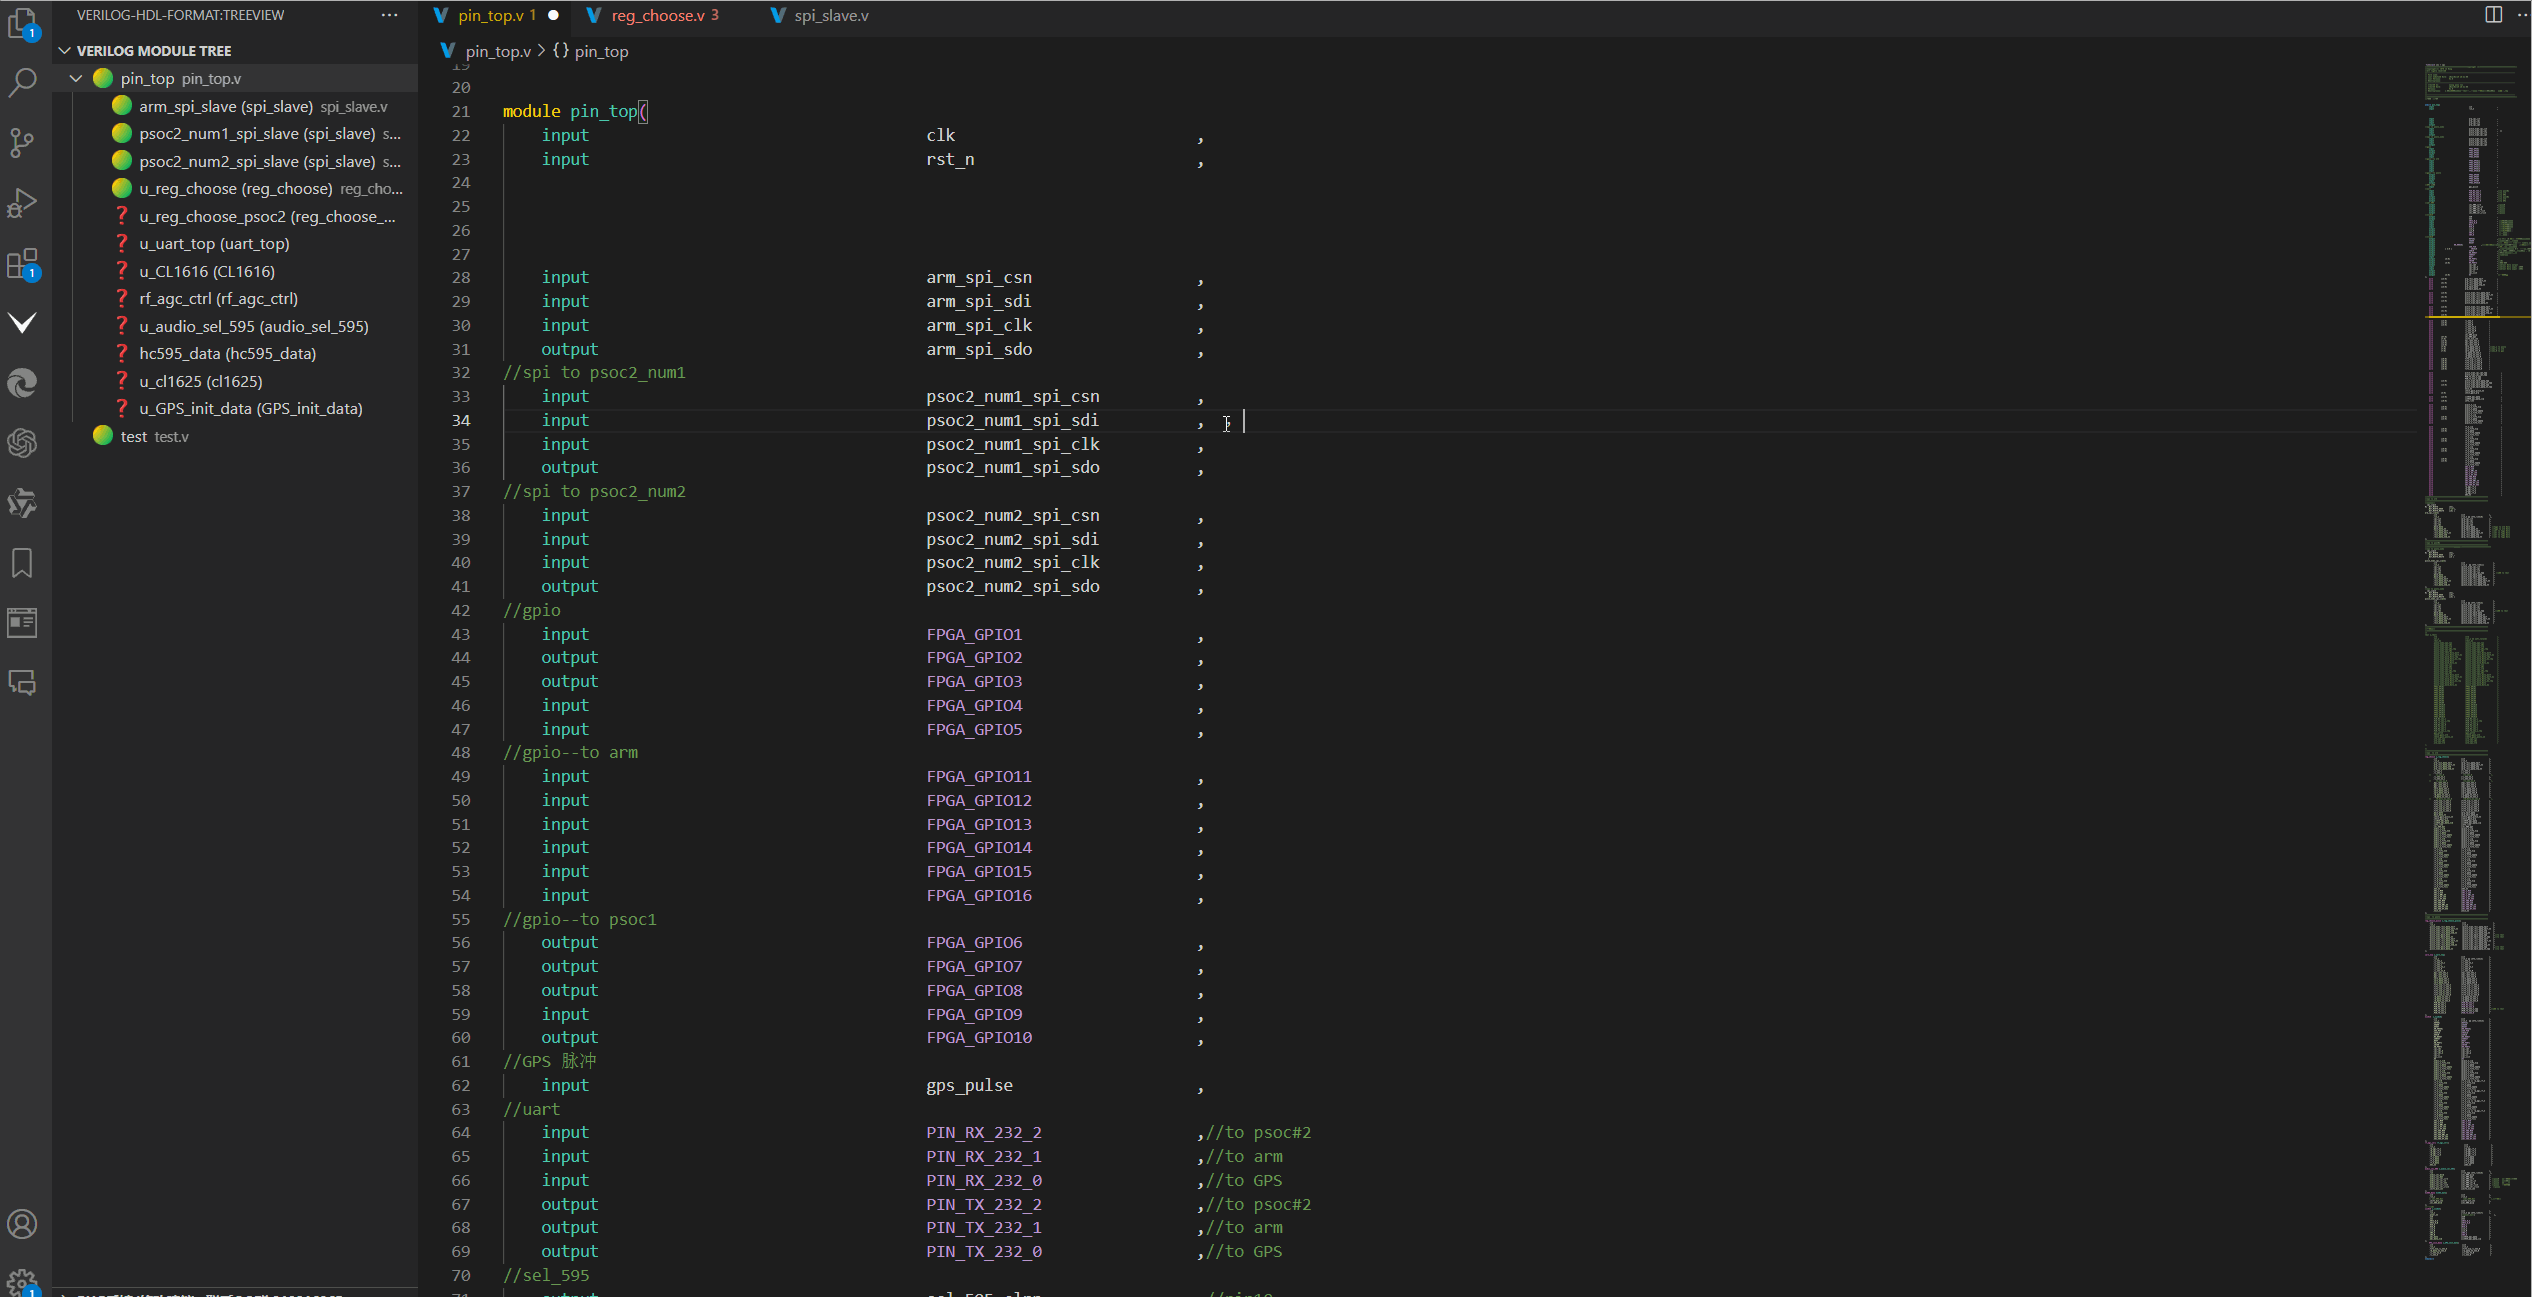 VERILOG-HDL-FORMAT:TREEVIEW ···
pin_top.v 1
reg_choose.v 3
spi_slave.v
VERILOG MODULE TREE
pin_top pin_top.v
arm_spi_slave (spi_slave) spi_slave.v
psoc2_num1_spi_slave (spi_slave) s...
psoc2_num2_spi_slave (spi_slave) s...
u_reg_choose (reg_choose) reg_cho...
? u_reg_choose_psoc2 (reg_choose_...
? u_uart_top (uart_top)
? u_CL1616 (CL1616)
? rf_agc_ctrl (rf_agc_ctrl)
? u_audio_sel_595 (audio_sel_595)
? hc595_data (hc595_data)
? u_cl1625 (cl1625)
? u_GPS_init_data (GPS_init_data)
test test.v
1
1
1
pin_top.v > {} pin_top
19
20
21 module pin_top(
22 input clk ,
23 input rst_n ,
24
25
26
27
28 input arm_spi_csn ,
29 input arm_spi_sdi ,
30 input arm_spi_clk ,
31 output arm_spi_sdo ,
32 //spi to psoc2_num1
33 input psoc2_num1_spi_csn ,
34 input psoc2_num1_spi_sdi ,
35 input psoc2_num1_spi_clk ,
36 output psoc2_num1_spi_sdo ,
37 //spi to psoc2_num2
38 input psoc2_num2_spi_csn ,
39 input psoc2_num2_spi_sdi ,
40 input psoc2_num2_spi_clk ,
41 output psoc2_num2_spi_sdo ,
42 //gpio
43 input FPGA_GPIO1 ,
44 output FPGA_GPIO2 ,
45 output FPGA_GPIO3 ,
46 input FPGA_GPIO4 ,
47 input FPGA_GPIO5 ,
48 //gpio--to arm
49 input FPGA_GPIO11 ,
50 input FPGA_GPIO12 ,
51 input FPGA_GPIO13 ,
52 input FPGA_GPIO14 ,
53 input FPGA_GPIO15 ,
54 input FPGA_GPIO16 ,
55 //gpio--to psoc1
56 output FPGA_GPIO6 ,
57 output FPGA_GPIO7 ,
58 output FPGA_GPIO8 ,
59 input FPGA_GPIO9 ,
60 output FPGA_GPIO10 ,
61 //GPS 脉冲
62 input gps_pulse ,
63 //uart
64 input PIN_RX_232_2 ,//to psoc#2
65 input PIN_RX_232_1 ,//to arm
66 input PIN_RX_232_0 ,//to GPS
67 output PIN_TX_232_2 ,//to psoc#2
68 output PIN_TX_232_1 ,//to arm
69 output PIN_TX_232_0 ,//to GPS
70 //sel_595